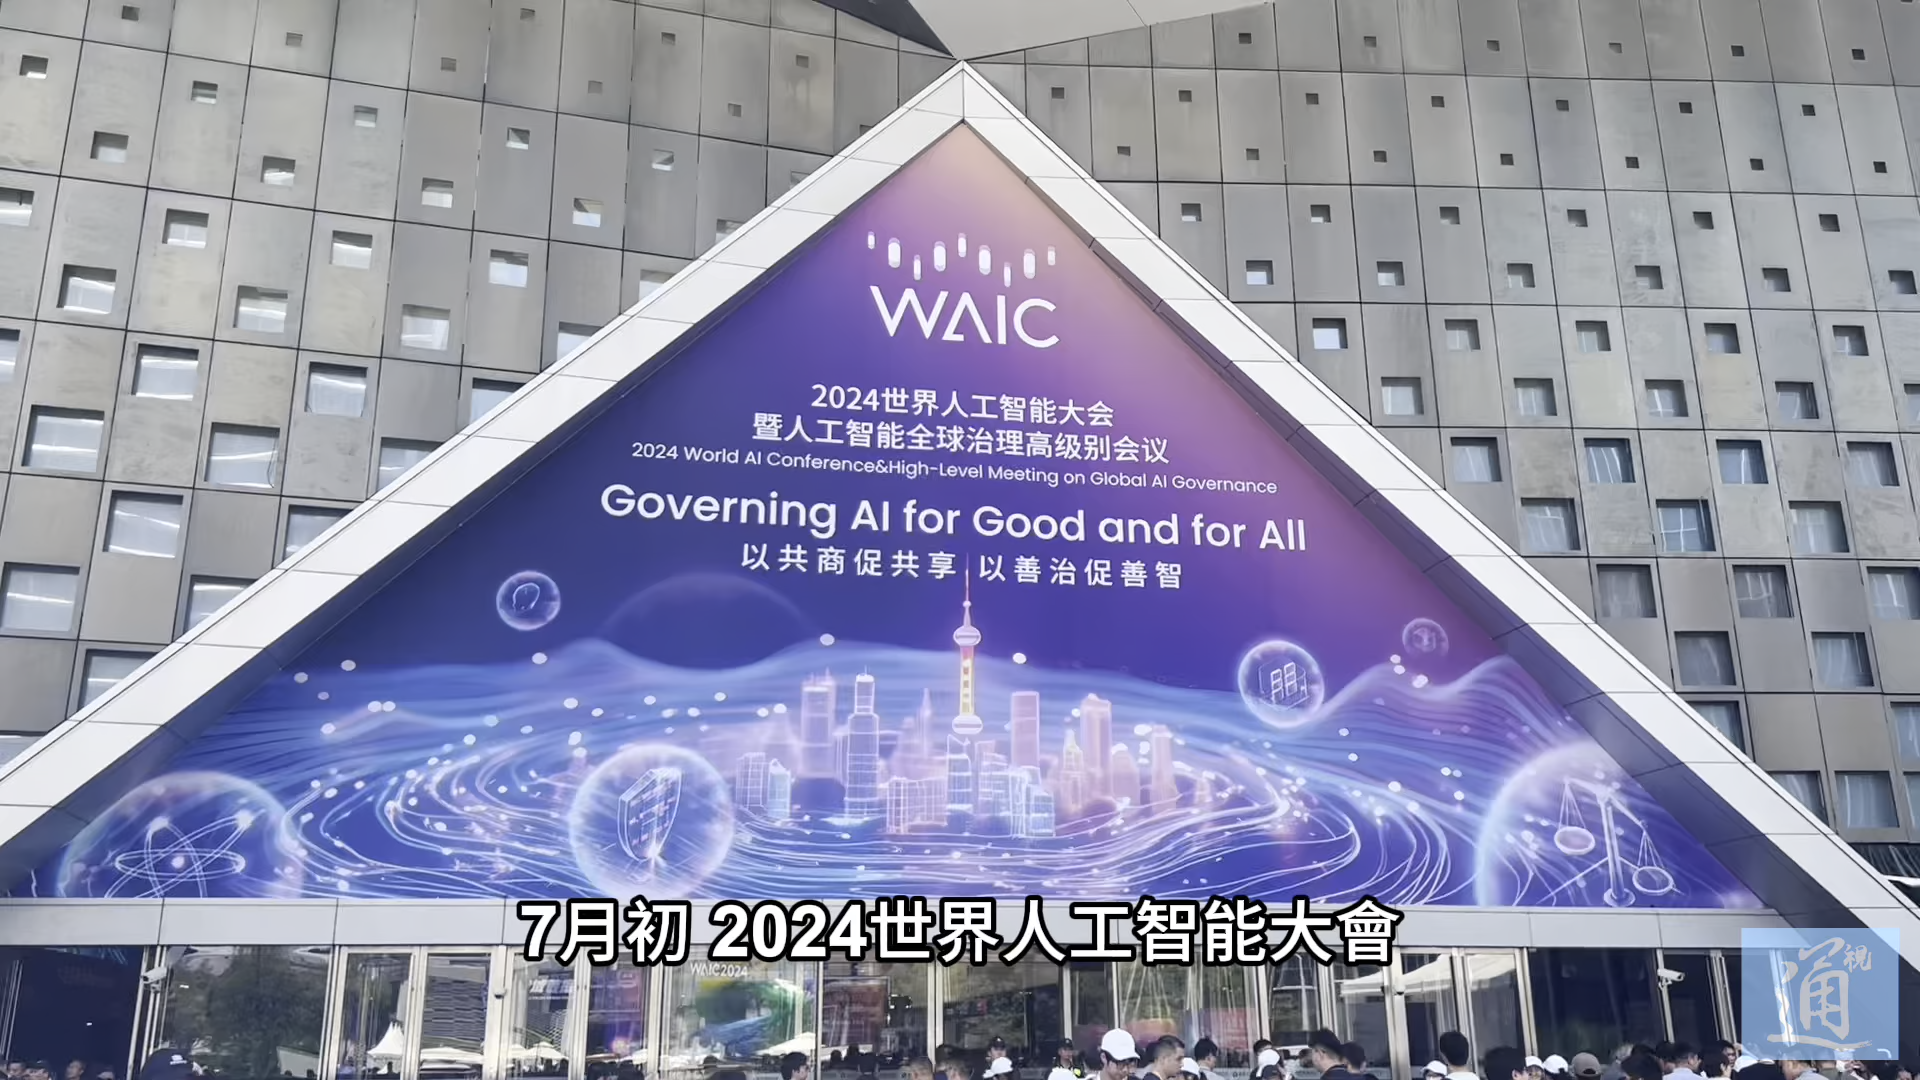 WAIC
2024世界人工智能大会
暨人工智能全球治理高级别会议
2024 World AI Conference&High-Level Meeting on Global AI Governance
Governing AI for Good and for All
以共商促共享 以善治促善智
7月初 2024世界人工智能大會
WAIC2024
通視